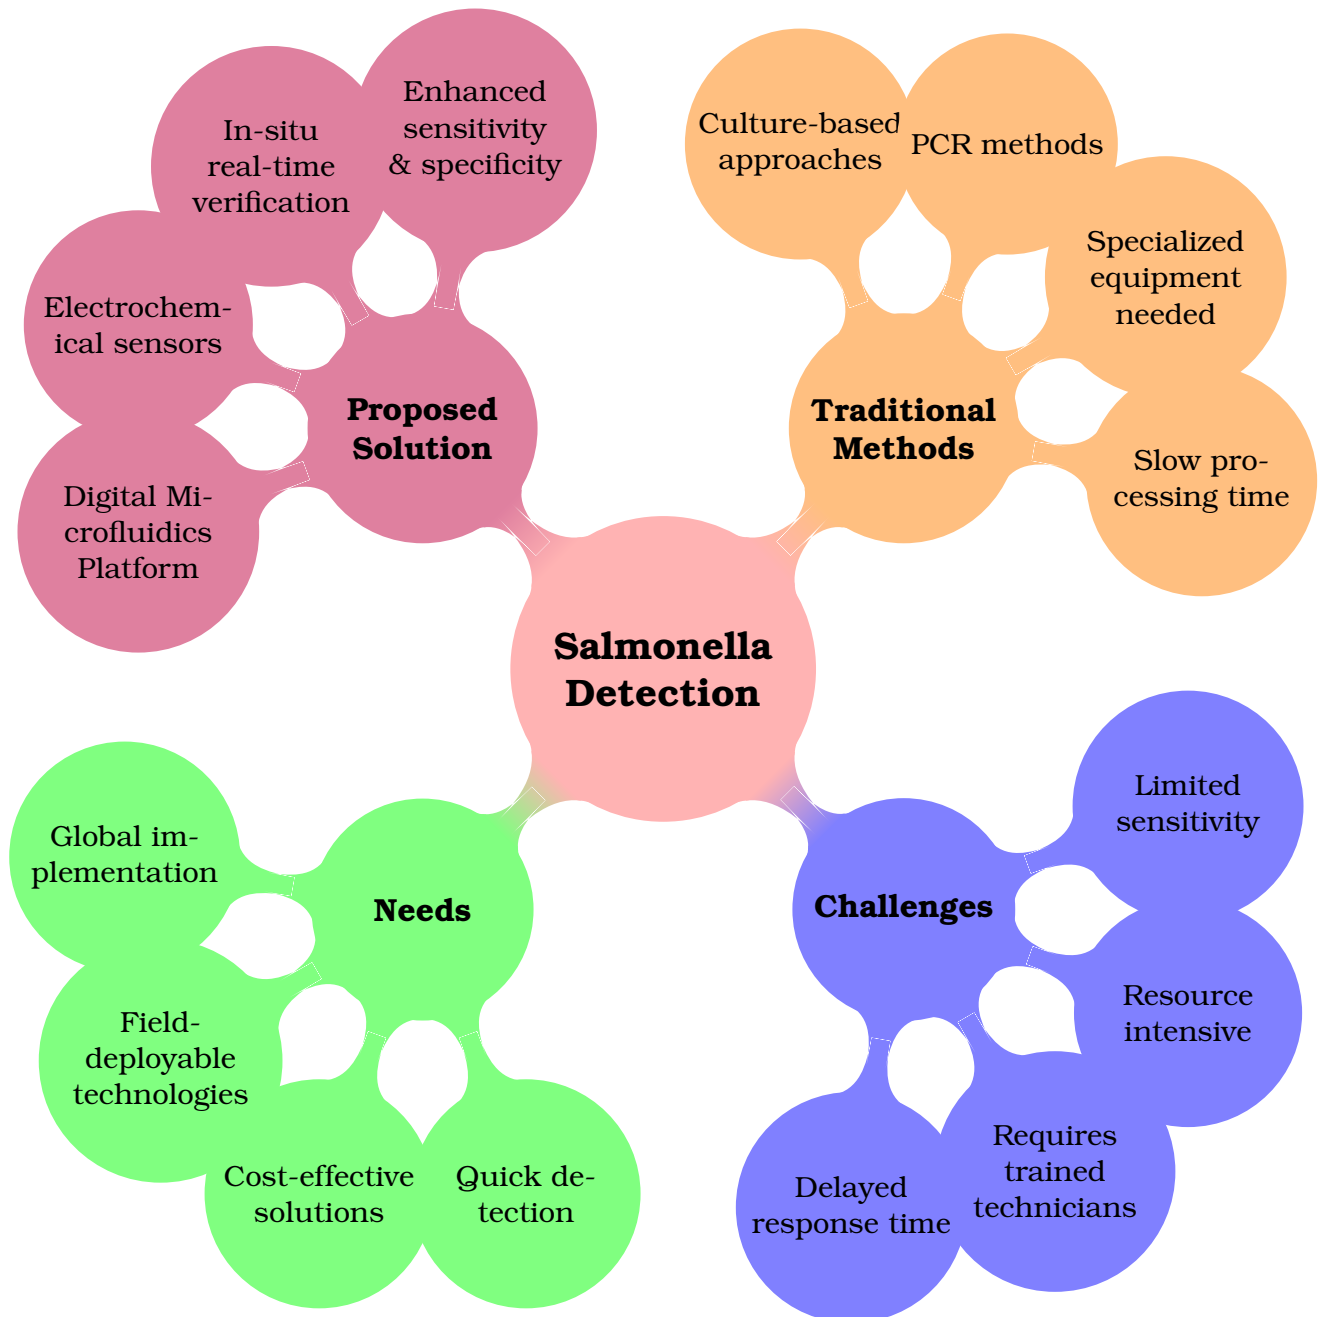 Enhanced
sensitivity
& specificity
In-situ
real-time
verification
Electrochem-
ical sensors
Digital Mi-
crofluidics
Platform
Proposed
Solution
Culture-based
approaches
PCR methods
Specialized
equipment
needed
Slow pro-
cessing time
Traditional
Methods
Salmonella
Detection
Global im-
plementation
Field-
deployable
technologies
Cost-effective
solutions
Quick de-
tection
Needs
Challenges
Limited
sensitivity
Resource
intensive
Requires
trained
technicians
Delayed
response time